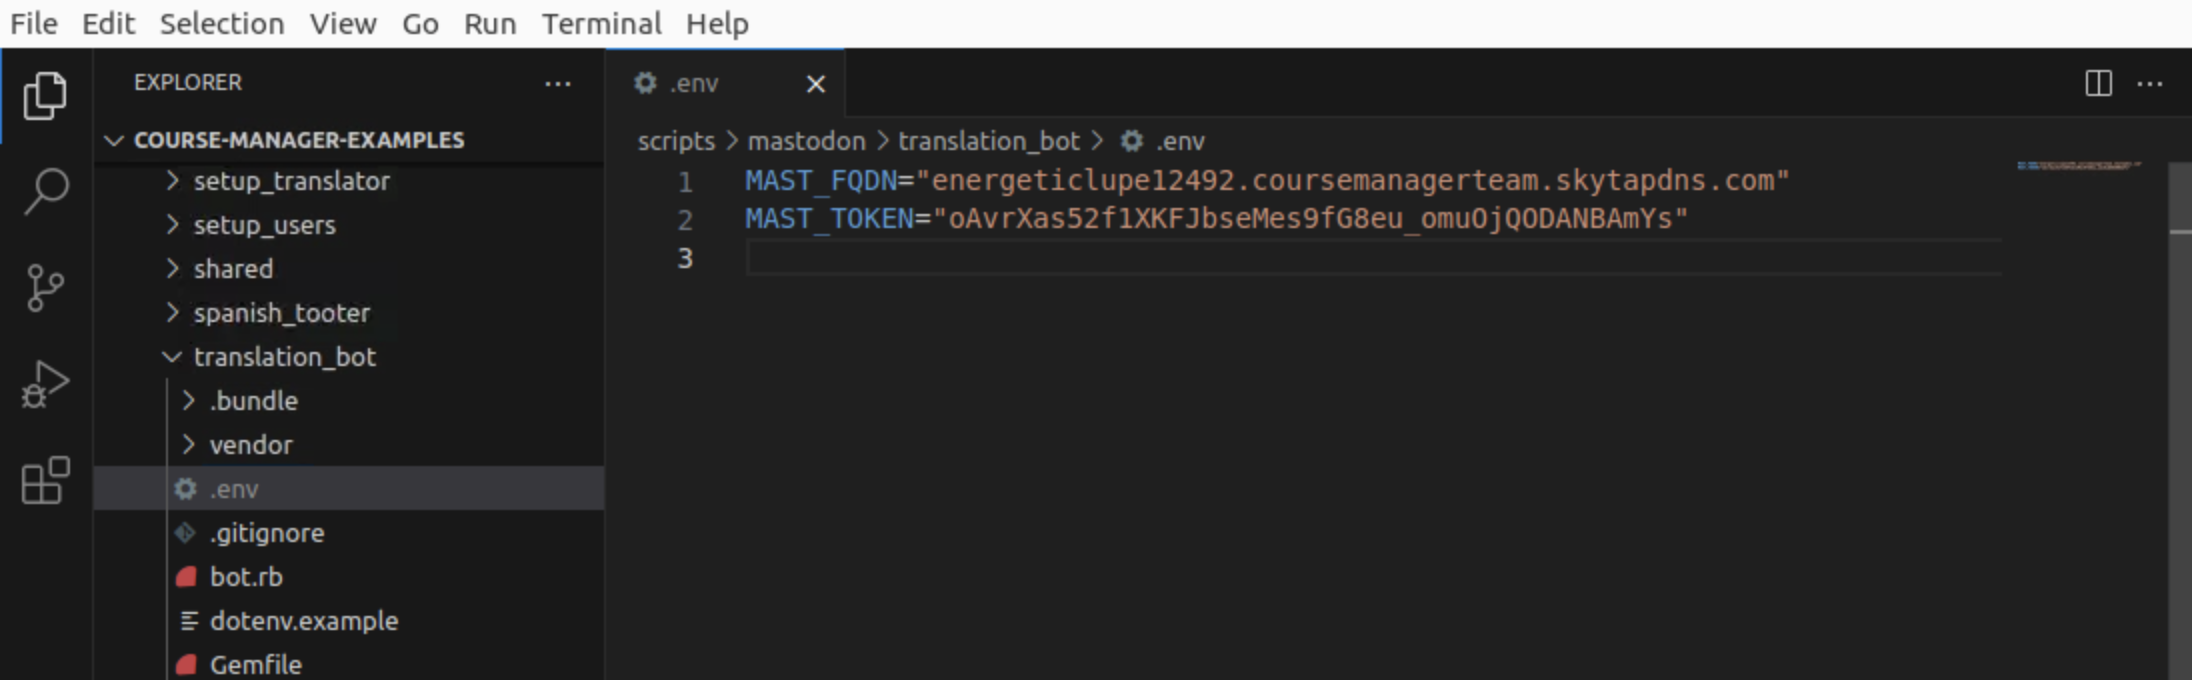 File Edit Selection View Go Run Terminal Help
EXPLORER
COURSE-MANAGER-EXAMPLES
setup_translator
setup_users
shared
spanish_tooter
translation_bot
.bundle
vendor
.env
.gitignore
bot.rb
dotenv.example
Gemfile
.env
scripts > mastodon > translation_bot > .env
1 MAST_FQDN="energeticlupe12492.coursemanagerteam.skytapdns.com"
2 MAST_TOKEN="oAvrXas52f1XKFJbseMes9fG8eu_omu0jQODANBAmYs"
3